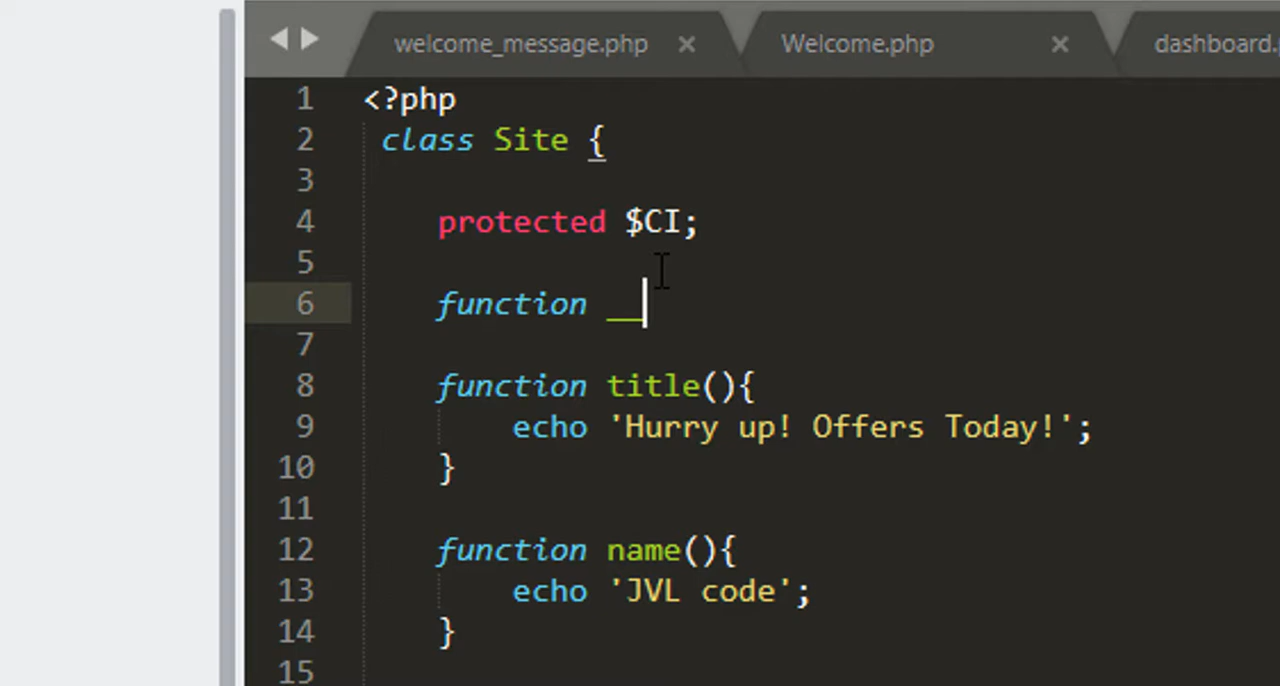 welcome_message.php × Welcome.php × dashboard.
1 <?php
2 class Site {
3
4 protected $CI;
5
6 function __
7
8 function title(){
9 echo 'Hurry up! Offers Today!';
10 }
11
12 function name(){
13 echo 'JVL code';
14 }
15